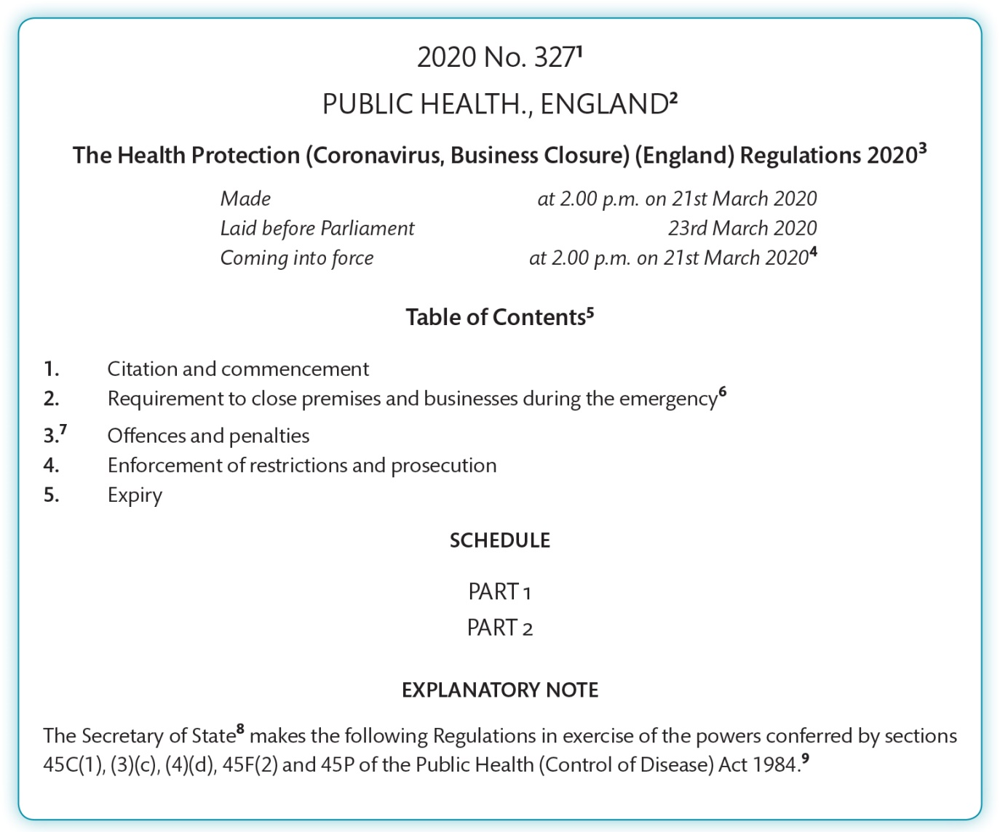 2020 No. 327¹
PUBLIC HEALTH., ENGLAND²
The Health Protection (Coronavirus, Business Closure) (England) Regulations 2020³
Made at 2.00 p.m. on 21st March 2020
Laid before Parliament 23rd March 2020
Coming into force at 2.00 p.m. on 21st March 2020⁴
Table of Contents⁵
1. Citation and commencement
2. Requirement to close premises and businesses during the emergency⁶
3.⁷ Offences and penalties
4. Enforcement of restrictions and prosecution
5. Expiry
SCHEDULE
PART 1
PART 2
EXPLANATORY NOTE
The Secretary of State⁸ makes the following Regulations in exercise of the powers conferred by sections
45C(1), (3)(c), (4)(d), 45F(2) and 45P of the Public Health (Control of Disease) Act 1984.⁹